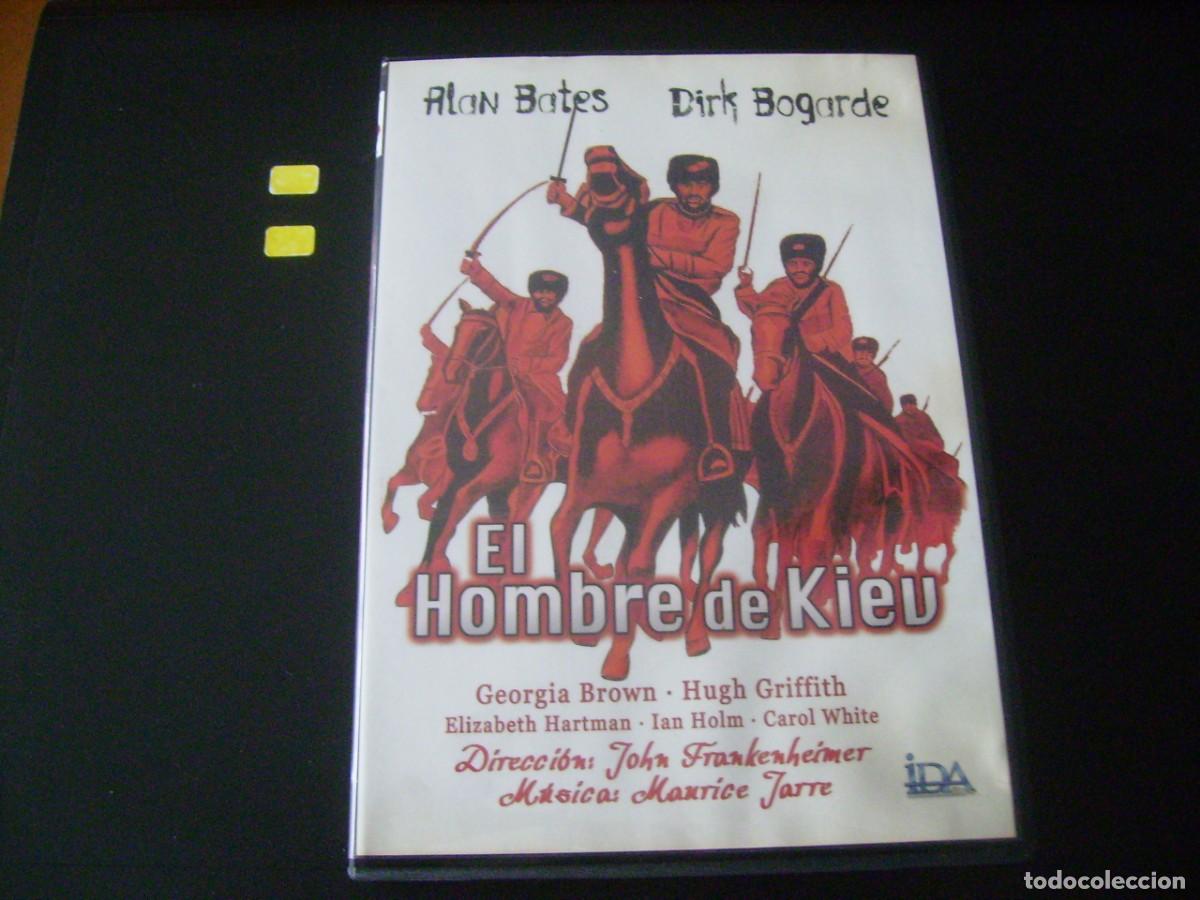 Alan Bates Dirk Bogarde
El
Hombre de Kiev
Georgia Brown · Hugh Griffith
Elizabeth Hartman · Ian Holm · Carol White
Dirección: John Frankenheimer
Música: Maurice Jarre
iDA
todocoleccion